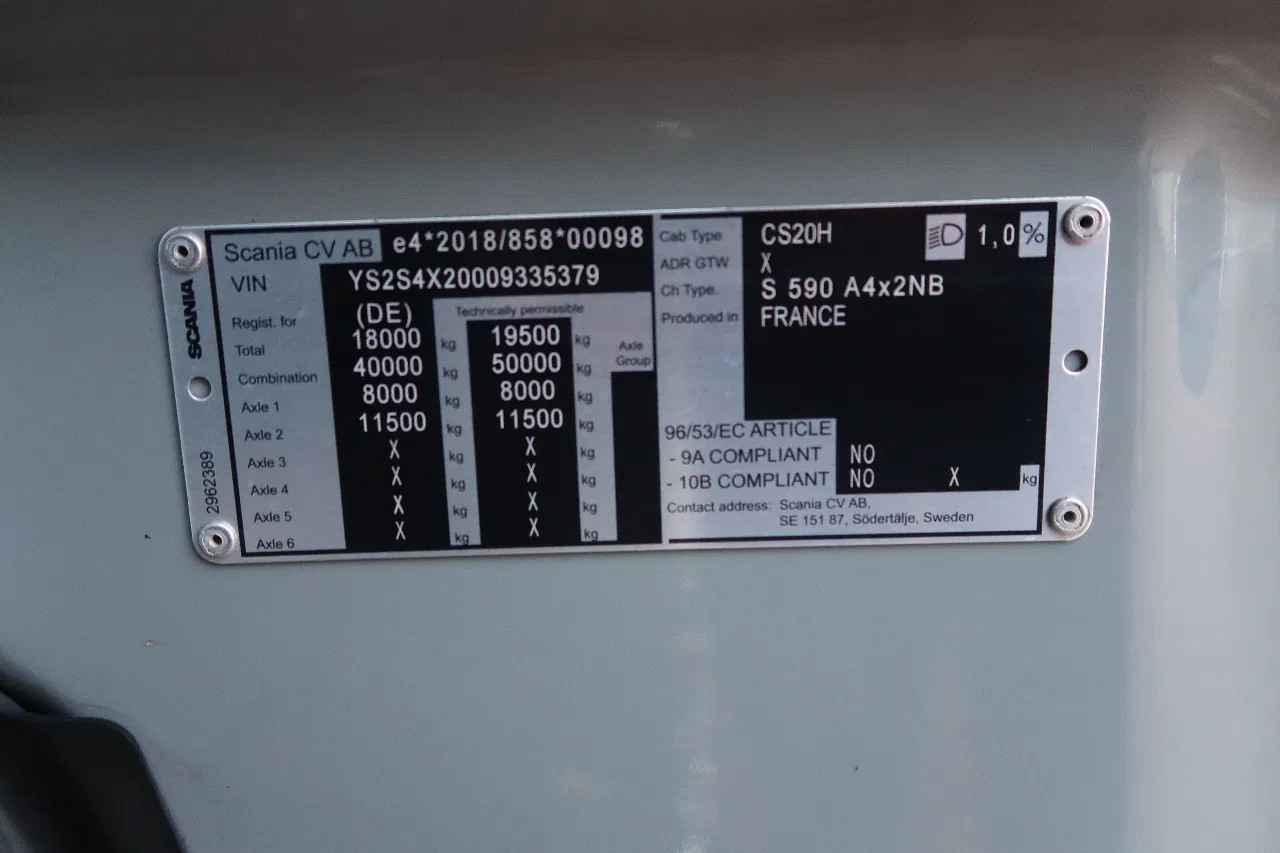 SCANIA
2962389
Scania CV AB e4*2018/858*00098
VIN YS2S4X20009335379
Regist. for (DE) Technically permissible
Total 18000 kg 19500 kg Axle Group
Combination 40000 kg 50000 kg
Axle 1 8000 kg 8000 kg
Axle 2 11500 kg 11500 kg
Axle 3 X kg X kg
Axle 4 X kg X kg
Axle 5 X kg X kg
Axle 6 X kg X kg
Cab Type CS20H 1,0 %
ADR GTW X
Ch Type. S 590 A4x2NB
Produced in FRANCE
96/53/EC ARTICLE
- 9A COMPLIANT NO
- 10B COMPLIANT NO X kg
Contact address: Scania CV AB,
SE 151 87, Södertälje, Sweden